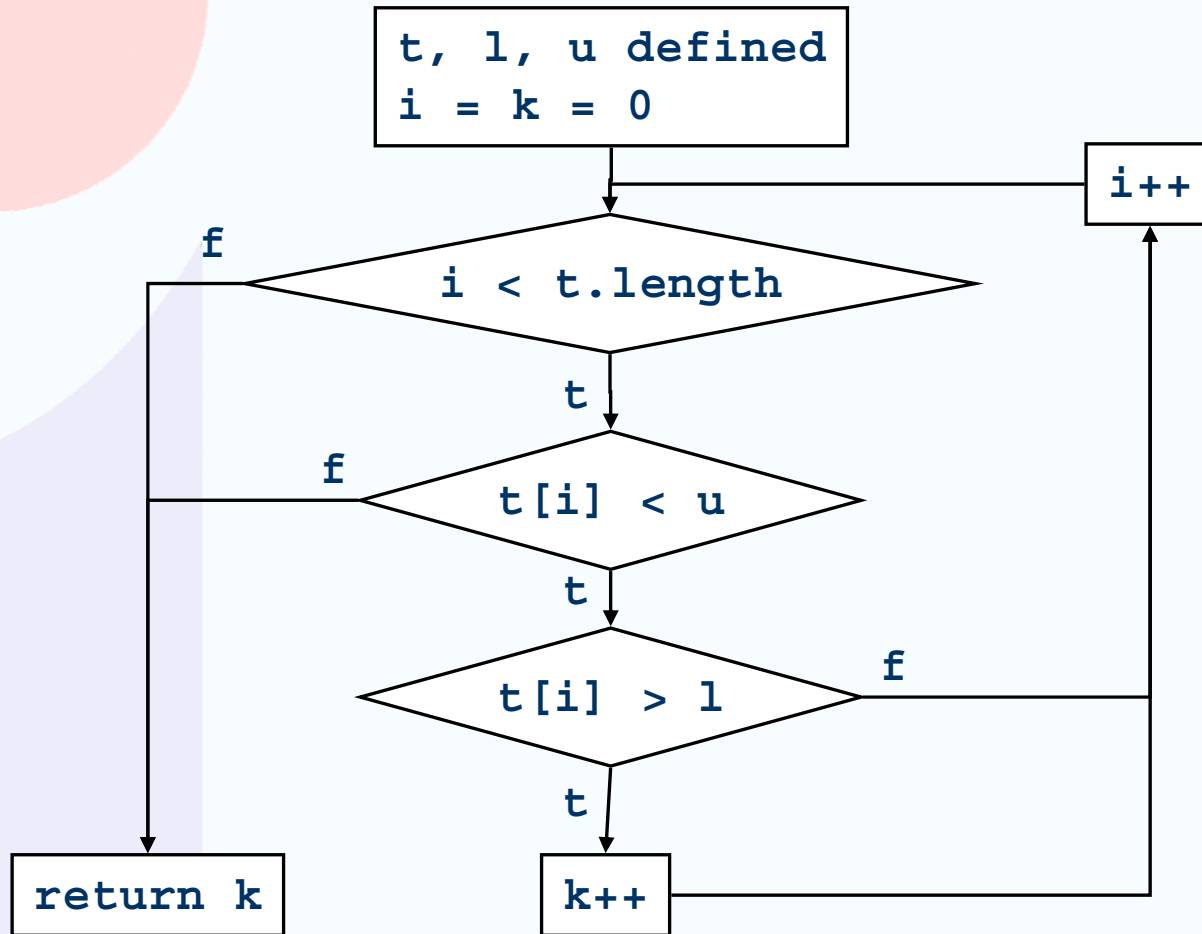 t, l, u defined
i = k = 0
i++
f
i < t.length
t
f
t[i] < u
t
f
t[i] > l
t
return k
k++